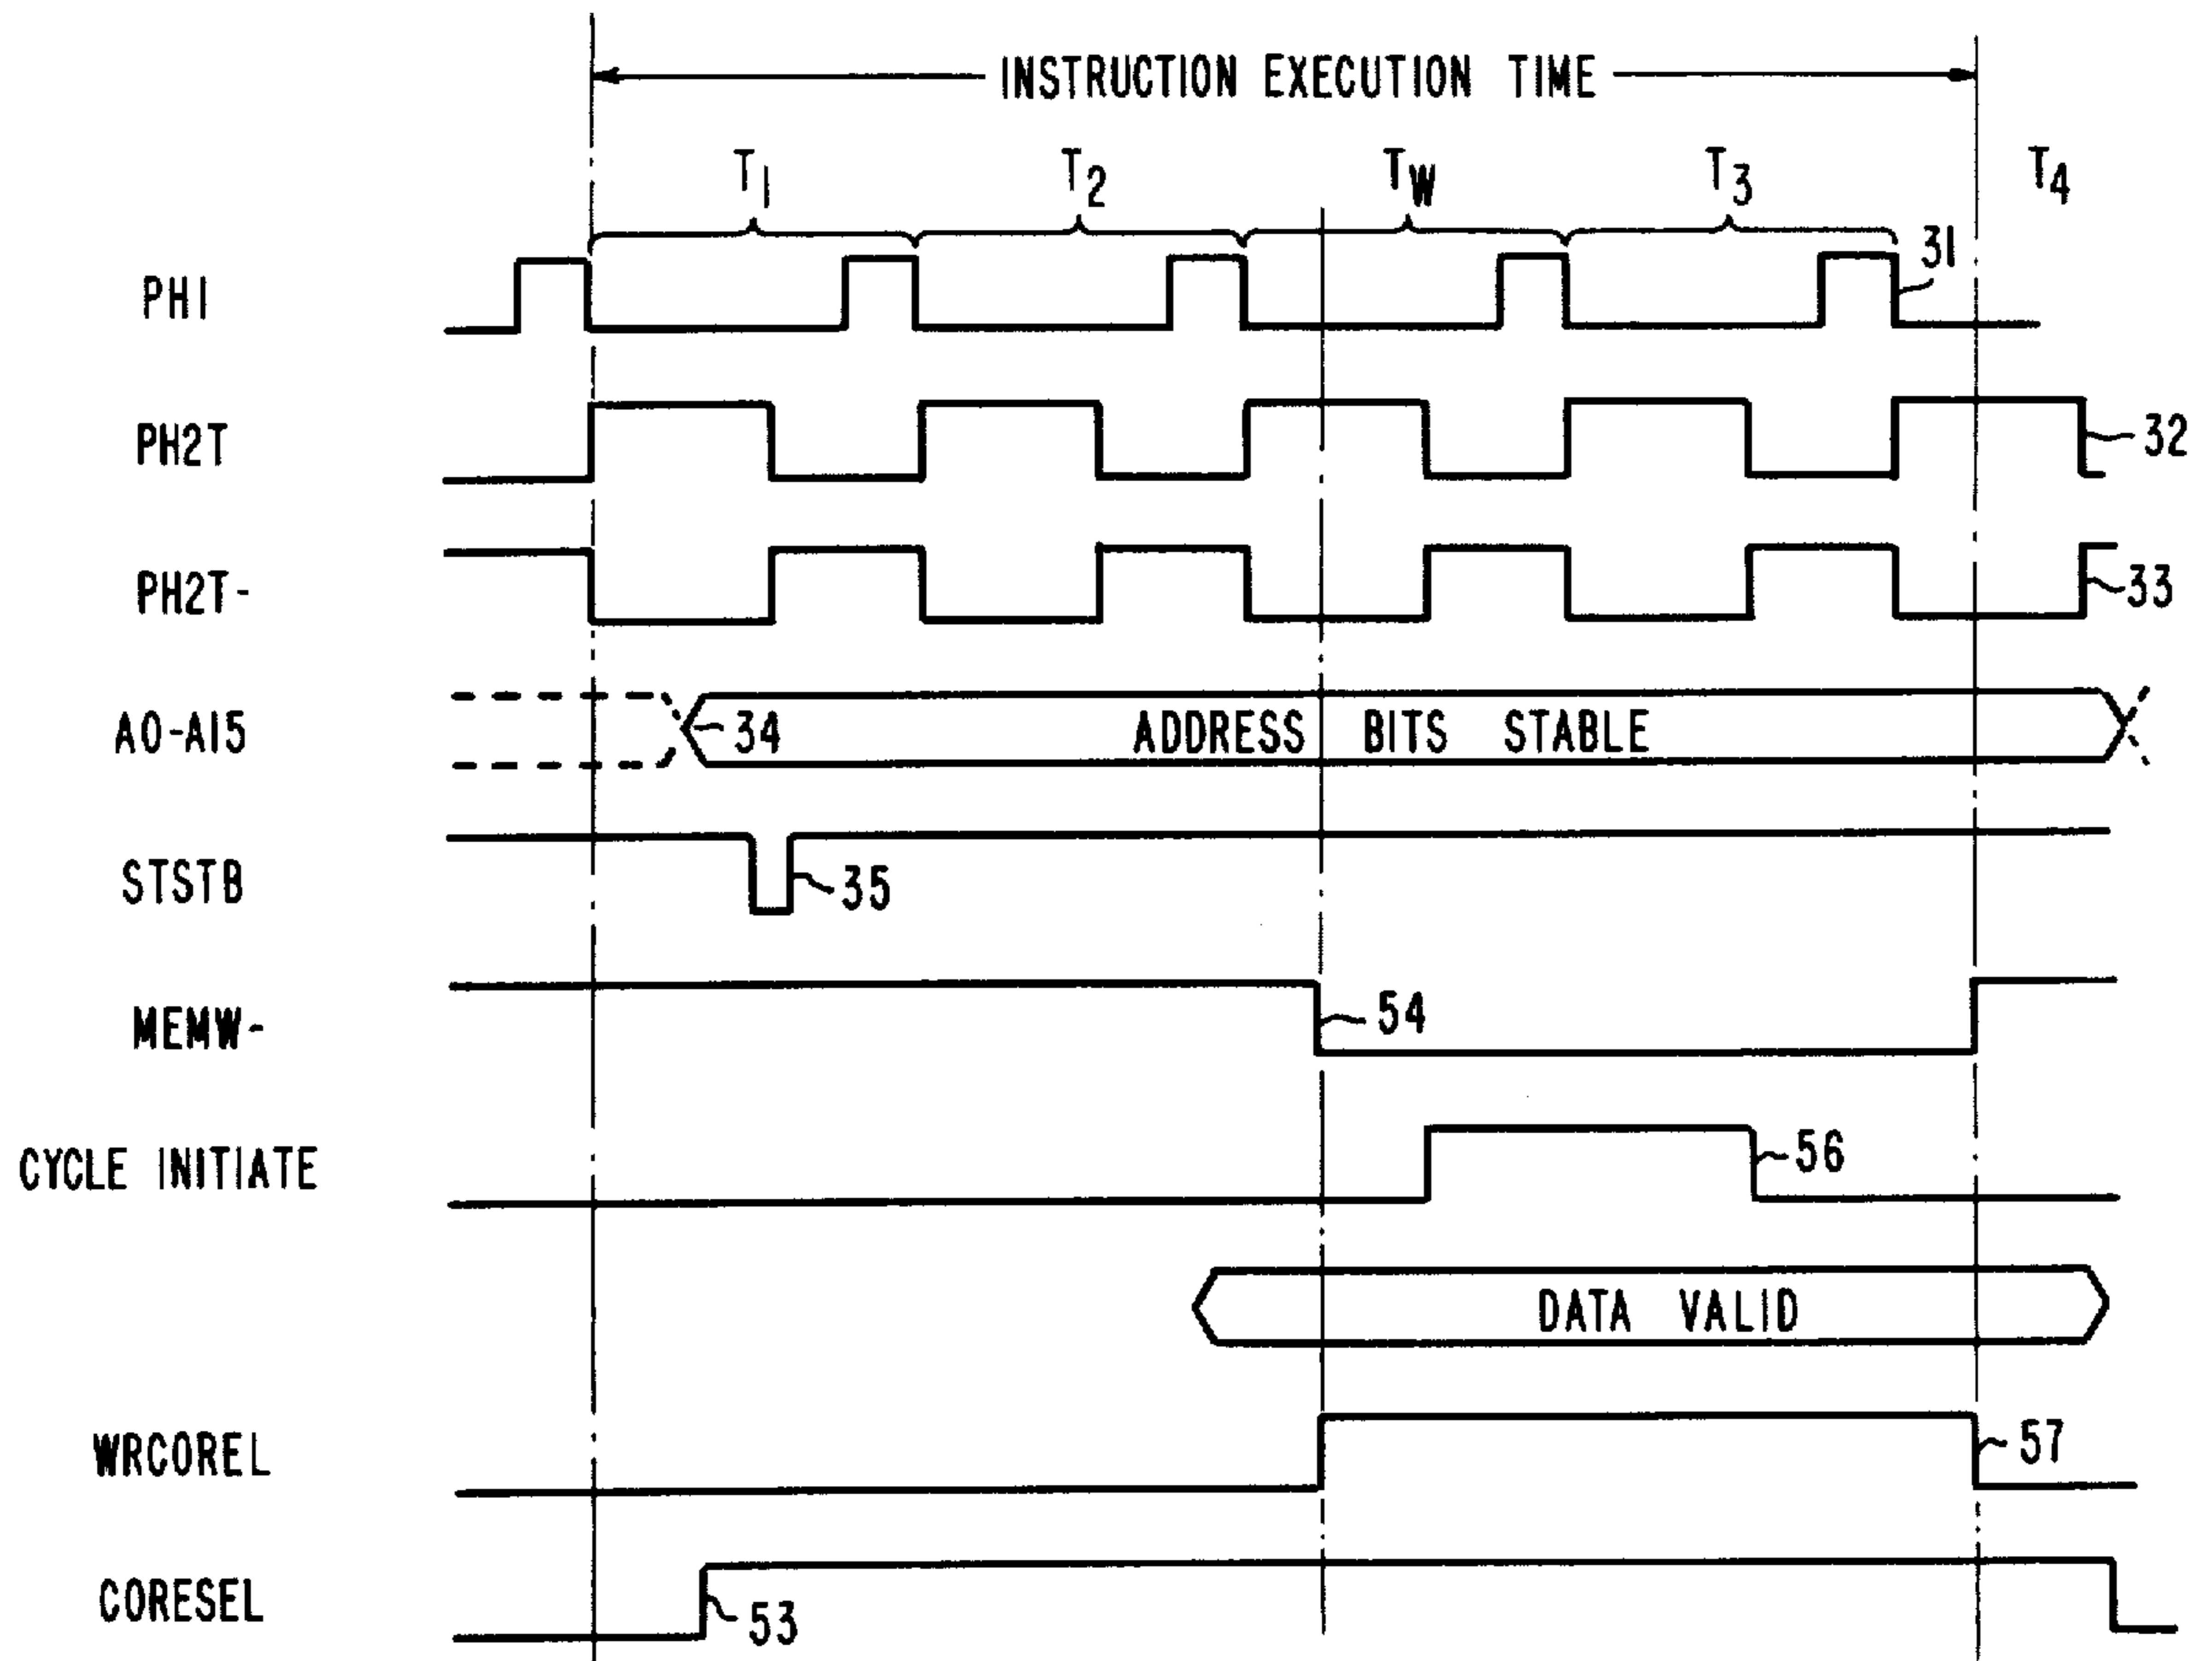 INSTRUCTION EXECUTION TIME
T1 T2 TW T3 T4
PH1 31
PH2T 32
PH2T- 33
A0-A15 34 ADDRESS BITS STABLE
STSTB 35
MEMW- 54
CYCLE INITIATE 56
DATA VALID
WRCOREL 57
CORESEL 53